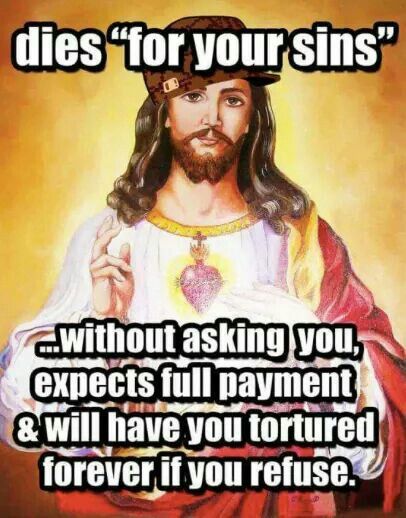 dies “for your sins”
...without asking you,
expects full payment
& will have you tortured
forever if you refuse.